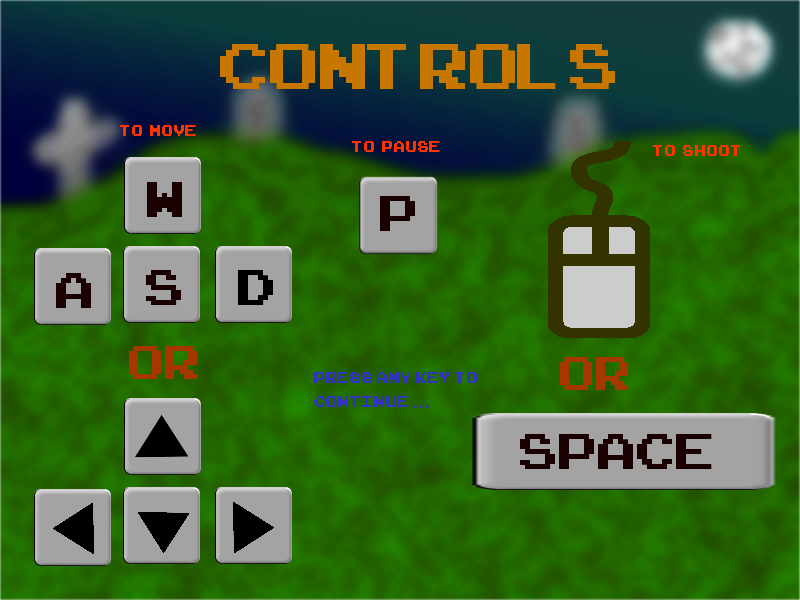 CONTROLS
TO MOVE
TO PAUSE
TO SHOOT
W
P
A S D
OR
OR
PRESS ANY KEY TO
CONTINUE...
SPACE